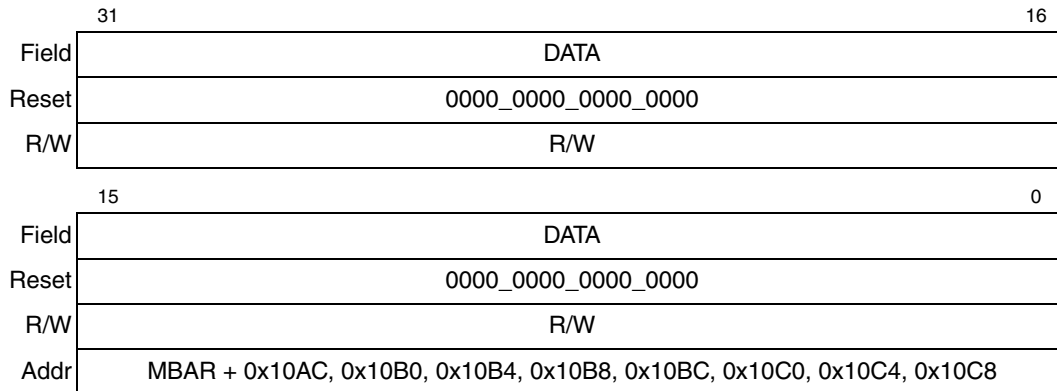 31 16
Field DATA
Reset 0000_0000_0000_0000
R/W R/W
15 0
Field DATA
Reset 0000_0000_0000_0000
R/W R/W
Addr MBAR + 0x10AC, 0x10B0, 0x10B4, 0x10B8, 0x10BC, 0x10C0, 0x10C4, 0x10C8